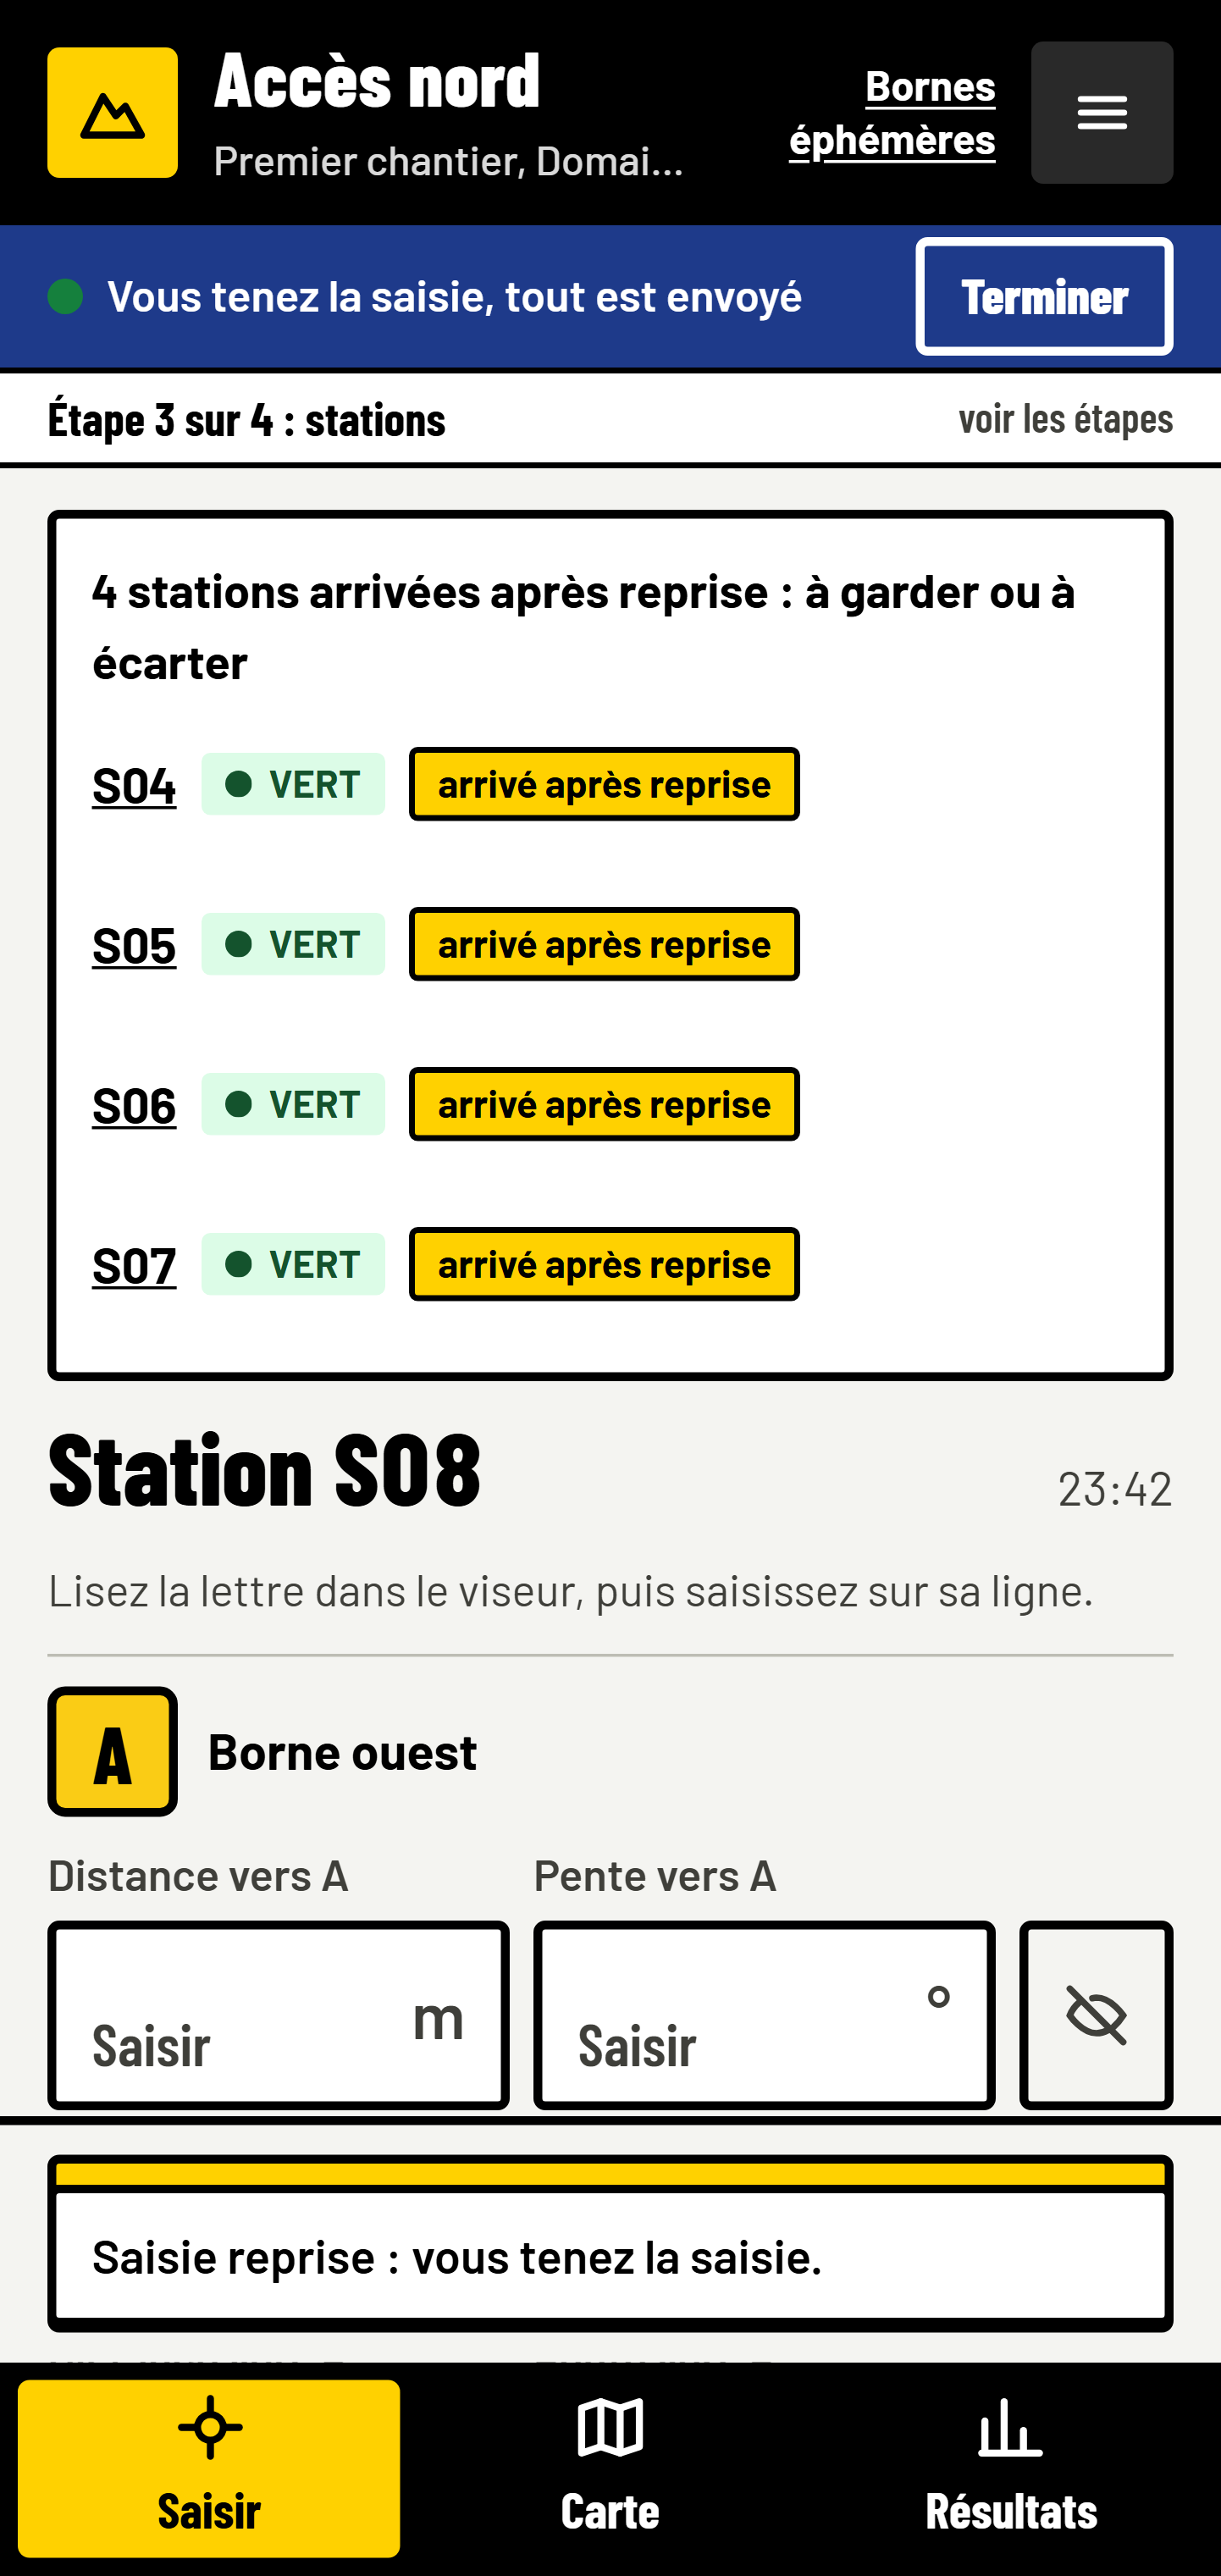 Accès nord
Premier chantier, Domai...
Bornes
éphémères
Vous tenez la saisie, tout est envoyé
Terminer
Étape 3 sur 4 : stations
voir les étapes
4 stations arrivées après reprise : à garder ou à
écarter
S04 VERT arrivé après reprise
S05 VERT arrivé après reprise
S06 VERT arrivé après reprise
S07 VERT arrivé après reprise
Station S08
23:42
Lisez la lettre dans le viseur, puis saisissez sur sa ligne.
A Borne ouest
Distance vers A
Pente vers A
Saisir m
Saisir °
Saisie reprise : vous tenez la saisie.
Saisir
Carte
Résultats